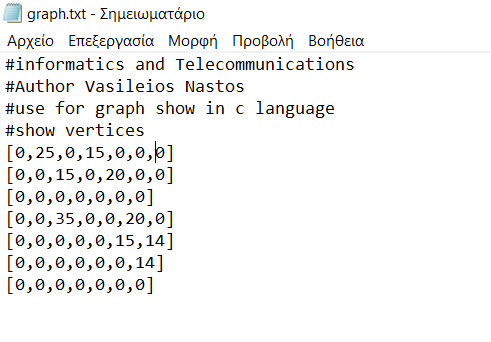 graph.txt - Σημειωματάριο
Αρχείο Επεξεργασία Μορφή Προβολή Βοήθεια
#informatics and Telecommunications
#Author Vasileios Nastos
#use for graph show in c language
#show vertices
[0,25,0,15,0,0,0]
[0,0,15,0,20,0,0]
[0,0,0,0,0,0,0]
[0,0,35,0,0,20,0]
[0,0,0,0,0,15,14]
[0,0,0,0,0,0,14]
[0,0,0,0,0,0,0]